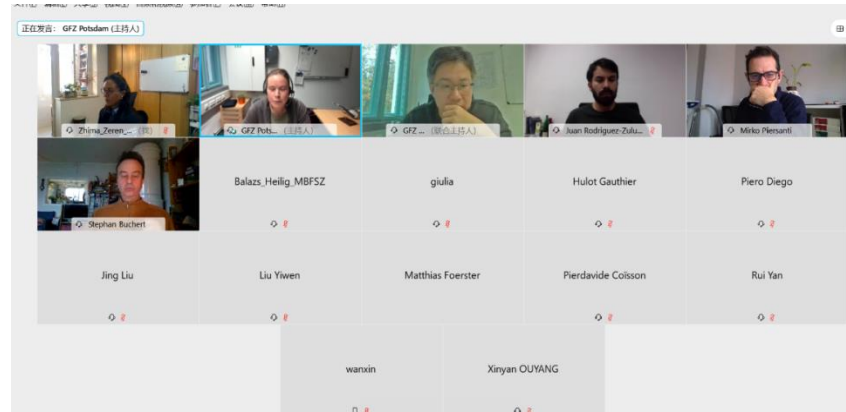 正在发言: GFZ Potsdam (主持人)
Zhima_Zeren_... (我)
GFZ Pots... (主持人)
GFZ ... (联合主持人)
Juan Rodriguez-Zulu...
Mirko Piersanti
Stephan Buchert
Balazs_Heilig_MBFSZ
giulia
Hulot Gauthier
Piero Diego
Jing Liu
Liu Yiwen
Matthias Foerster
Pierdavide Coïsson
Rui Yan
wanxin
Xinyan OUYANG